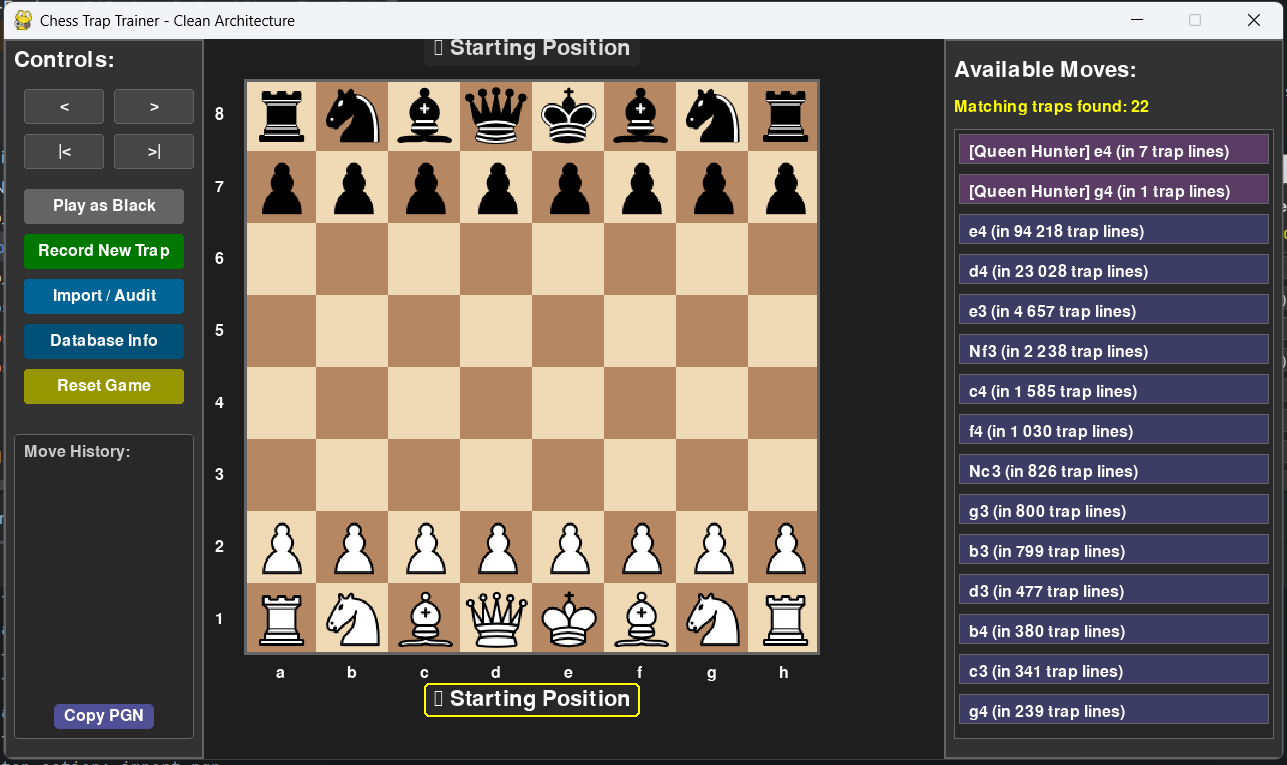 Chess Trap Trainer - Clean Architecture
Controls:
<
>
|<
>|
Play as Black
Record New Trap
Import / Audit
Database Info
Reset Game
Move History:
Copy PGN
Starting Position
8
7
6
5
4
3
2
1
a b c d e f g h
Starting Position
Available Moves:
Matching traps found: 22
[Queen Hunter] e4 (in 7 trap lines)
[Queen Hunter] g4 (in 1 trap lines)
e4 (in 94 218 trap lines)
d4 (in 23 028 trap lines)
e3 (in 4 657 trap lines)
Nf3 (in 2 238 trap lines)
c4 (in 1 585 trap lines)
f4 (in 1 030 trap lines)
Nc3 (in 826 trap lines)
g3 (in 800 trap lines)
b3 (in 799 trap lines)
d3 (in 477 trap lines)
b4 (in 380 trap lines)
c3 (in 341 trap lines)
g4 (in 239 trap lines)